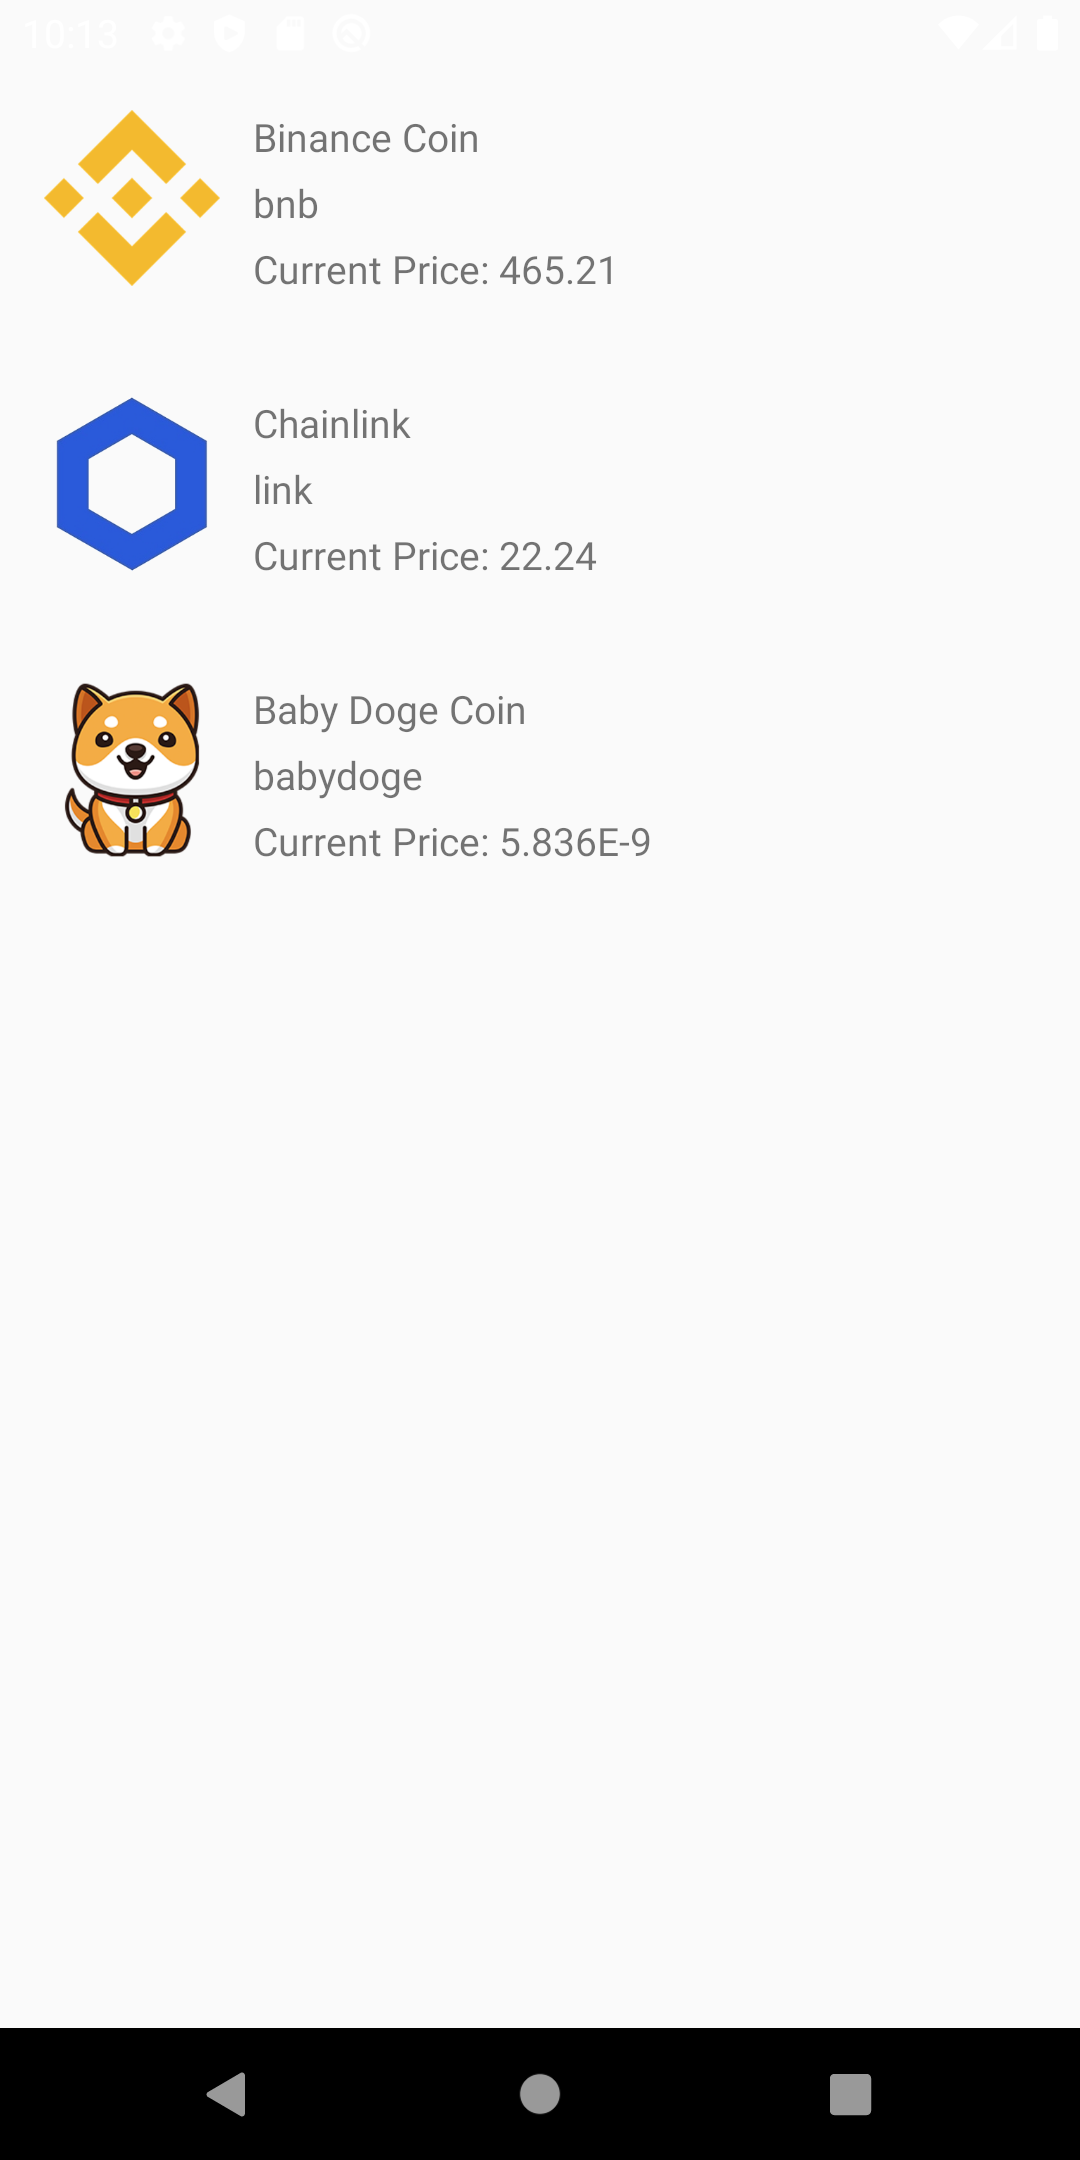 10:13
Binance Coin
bnb
Current Price: 465.21
Chainlink
link
Current Price: 22.24
Baby Doge Coin
babydoge
Current Price: 5.836E-9